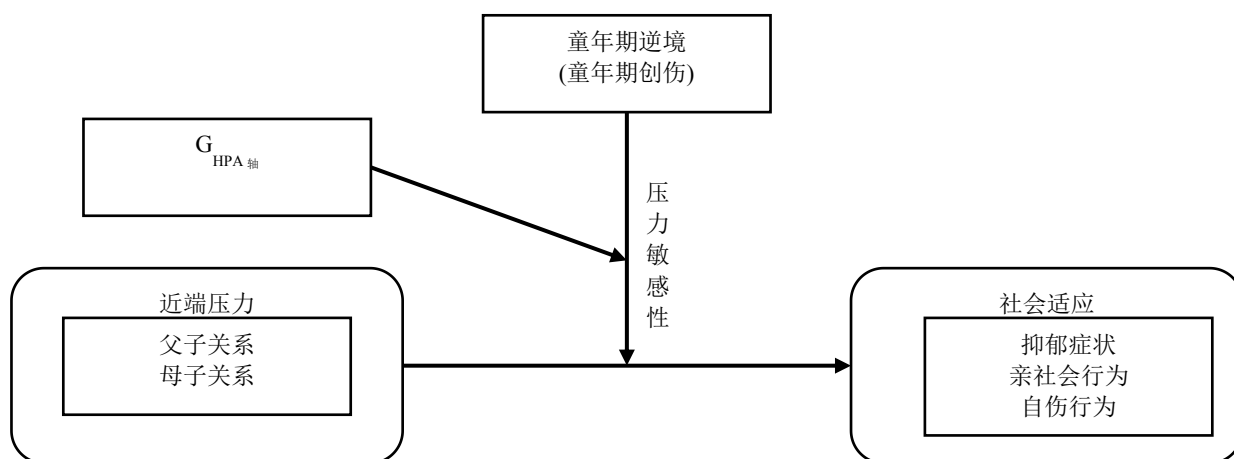 童年期逆境
(童年期创伤)
G HPA 轴
压力敏感性
近端压力
父子关系
母子关系
社会适应
抑郁症状
亲社会行为
自伤行为